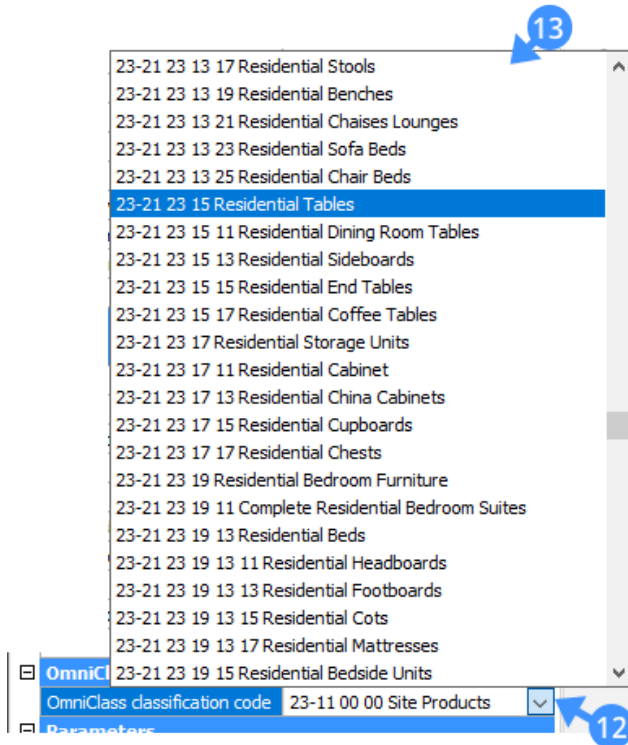 13
23-21 23 13 17 Residential Stools
23-21 23 13 19 Residential Benches
23-21 23 13 21 Residential Chaises Lounges
23-21 23 13 23 Residential Sofa Beds
23-21 23 13 25 Residential Chair Beds
23-21 23 15 Residential Tables
23-21 23 15 11 Residential Dining Room Tables
23-21 23 15 13 Residential Sideboards
23-21 23 15 15 Residential End Tables
23-21 23 15 17 Residential Coffee Tables
23-21 23 17 Residential Storage Units
23-21 23 17 11 Residential Cabinet
23-21 23 17 13 Residential China Cabinets
23-21 23 17 15 Residential Cupboards
23-21 23 17 17 Residential Chests
23-21 23 19 Residential Bedroom Furniture
23-21 23 19 11 Complete Residential Bedroom Suites
23-21 23 19 13 Residential Beds
23-21 23 19 13 11 Residential Headboards
23-21 23 19 13 13 Residential Footboards
23-21 23 19 13 15 Residential Cots
23-21 23 19 13 17 Residential Mattresses
OmniCl 23-21 23 19 15 Residential Bedside Units
OmniClass classification code 23-11 00 00 Site Products
12
Parameters